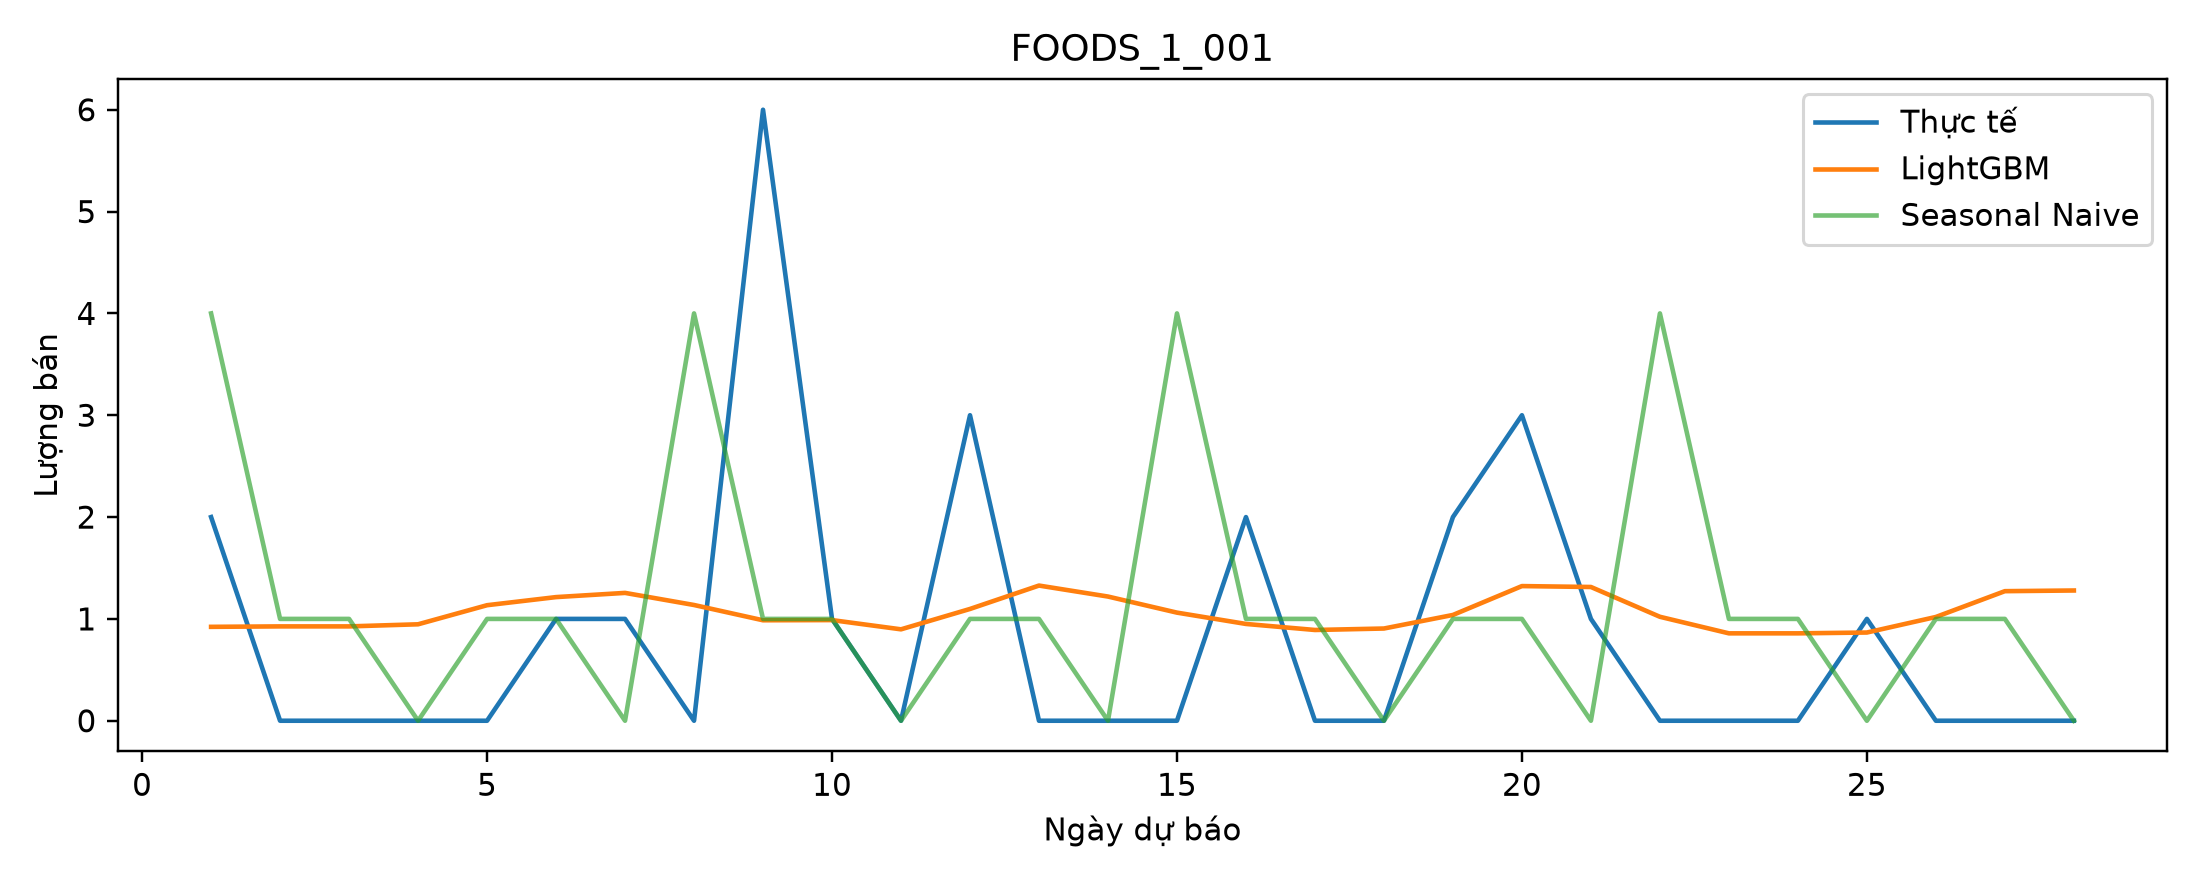 FOODS_1_001
Lượng bán
6
5
4
3
2
1
0
Thực tế
LightGBM
Seasonal Naive
0 5 10 15 20 25
Ngày dự báo